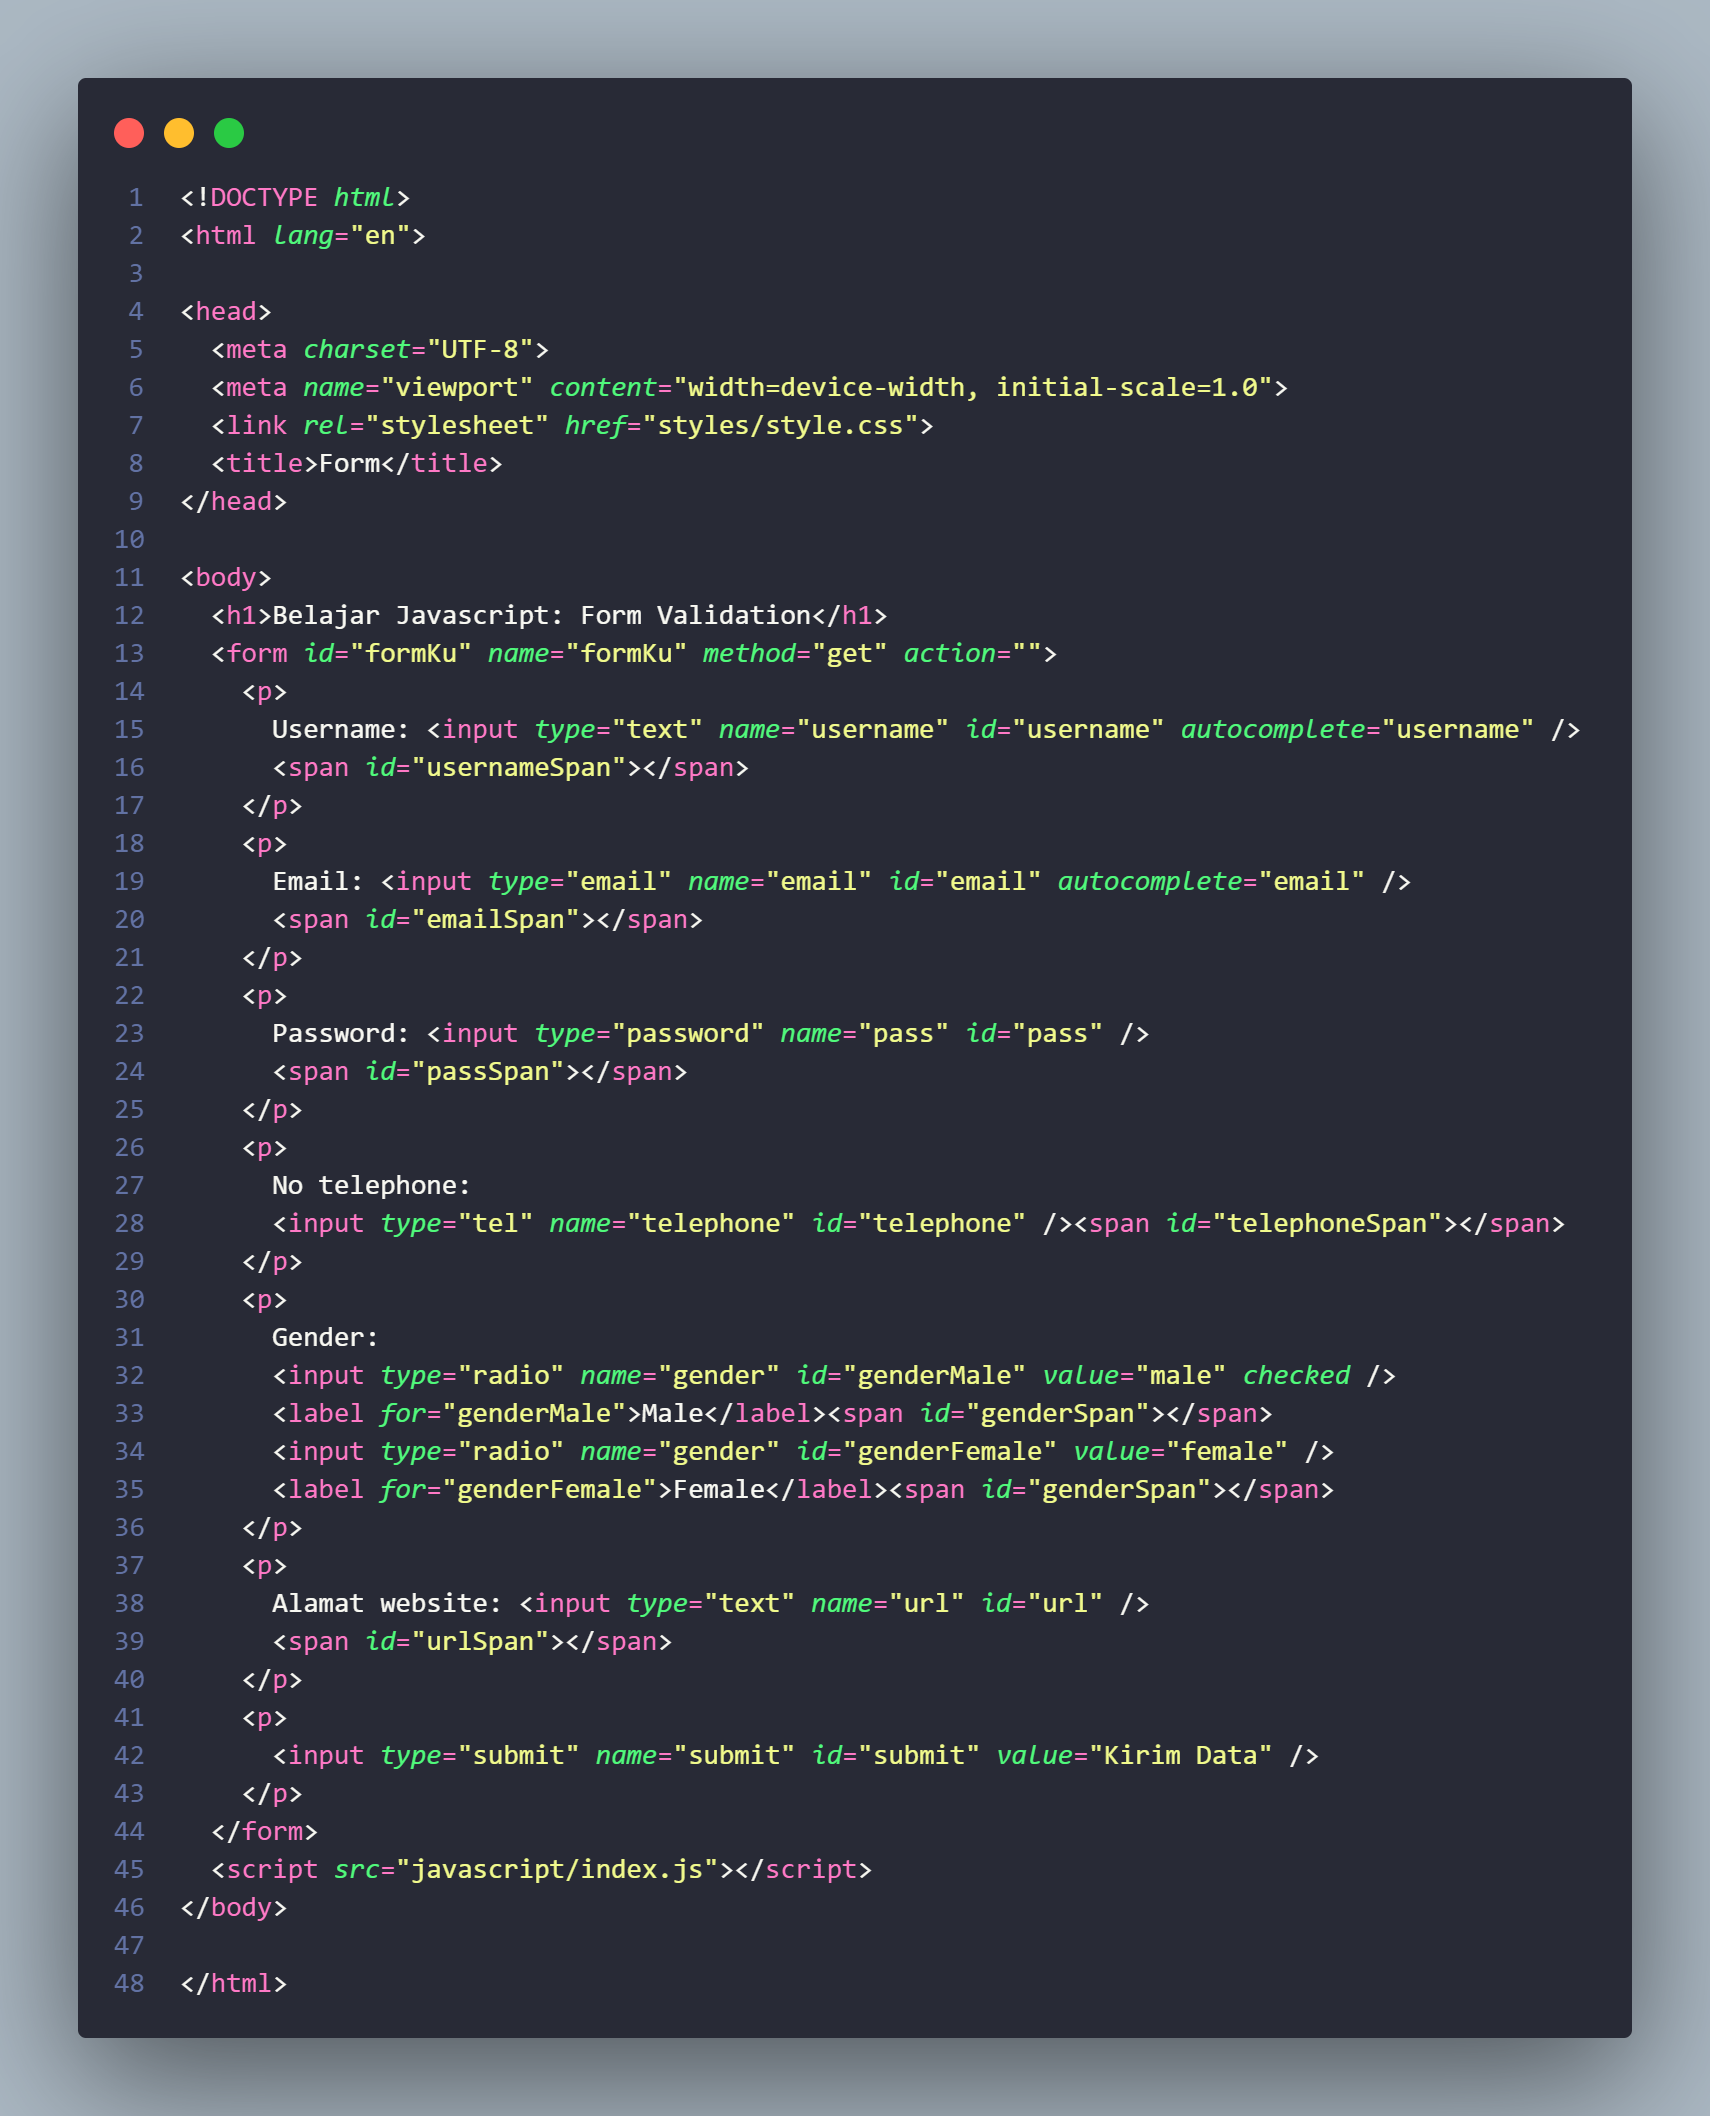 1 <!DOCTYPE html>
2 <html lang="en">
3
4 <head>
5   <meta charset="UTF-8">
6   <meta name="viewport" content="width=device-width, initial-scale=1.0">
7   <link rel="stylesheet" href="styles/style.css">
8   <title>Form</title>
9 </head>
10
11 <body>
12   <h1>Belajar Javascript: Form Validation</h1>
13   <form id="formKu" name="formKu" method="get" action="">
14     <p>
15       Username: <input type="text" name="username" id="username" autocomplete="username" />
16       <span id="usernameSpan"></span>
17     </p>
18     <p>
19       Email: <input type="email" name="email" id="email" autocomplete="email" />
20       <span id="emailSpan"></span>
21     </p>
22     <p>
23       Password: <input type="password" name="pass" id="pass" />
24       <span id="passSpan"></span>
25     </p>
26     <p>
27       No telephone:
28       <input type="tel" name="telephone" id="telephone" /><span id="telephoneSpan"></span>
29     </p>
30     <p>
31       Gender:
32       <input type="radio" name="gender" id="genderMale" value="male" checked />
33       <label for="genderMale">Male</label><span id="genderSpan"></span>
34       <input type="radio" name="gender" id="genderFemale" value="female" />
35       <label for="genderFemale">Female</label><span id="genderSpan"></span>
36     </p>
37     <p>
38       Alamat website: <input type="text" name="url" id="url" />
39       <span id="urlSpan"></span>
40     </p>
41     <p>
42       <input type="submit" name="submit" id="submit" value="Kirim Data" />
43     </p>
44   </form>
45   <script src="javascript/index.js"></script>
46 </body>
47
48 </html>